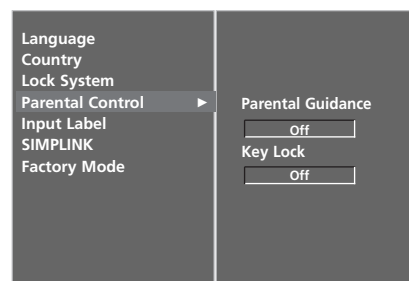 Language
Country
Lock System
Parental Control ►
Input Label
SIMPLINK
Factory Mode
Parental Guidance
Off
Key Lock
Off